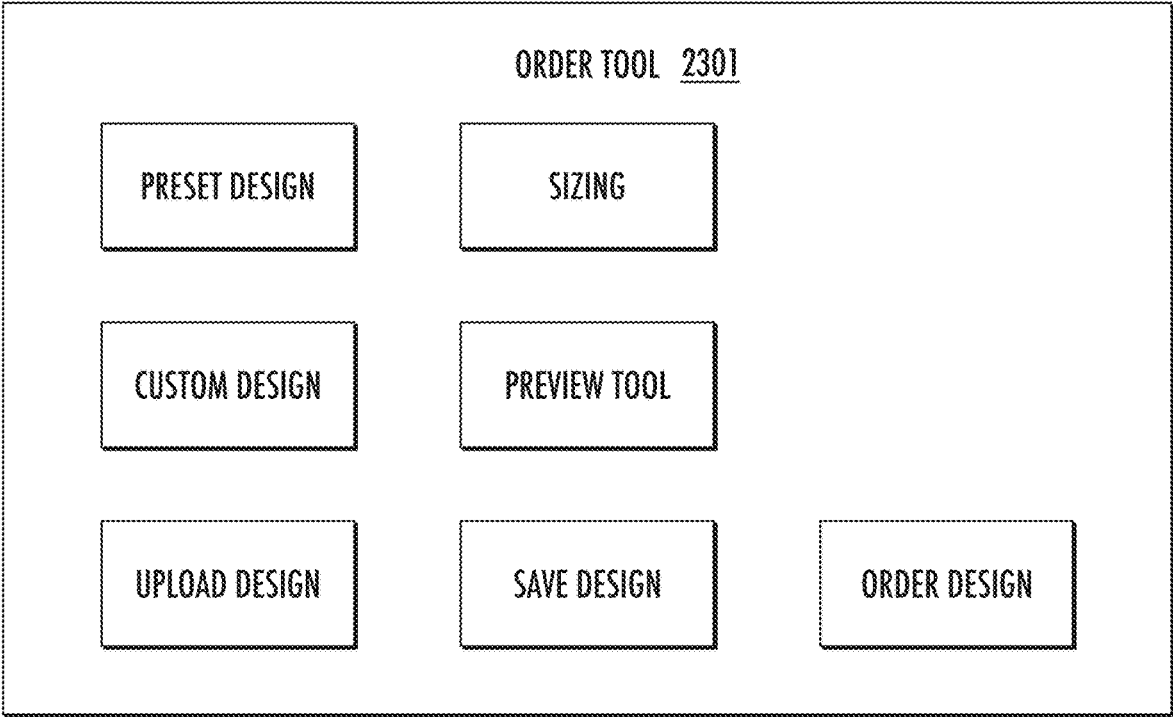 ORDER TOOL 2301
PRESET DESIGN
SIZING
CUSTOM DESIGN
PREVIEW TOOL
UPLOAD DESIGN
SAVE DESIGN
ORDER DESIGN